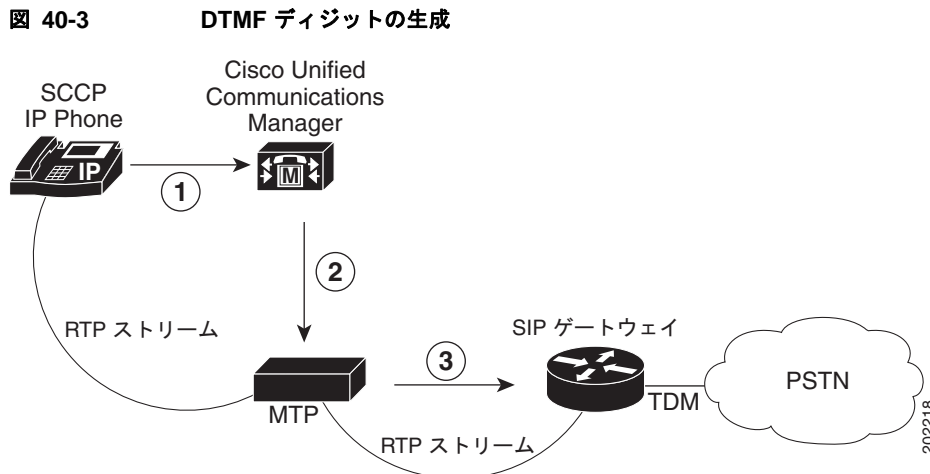 図 40-3 DTMF ディジットの生成
Cisco Unified
Communications
Manager
SCCP
IP Phone
IP
M
1
2
RTP ストリーム
SIP ゲートウェイ
3
MTP
TDM
PSTN
RTP ストリーム
202218